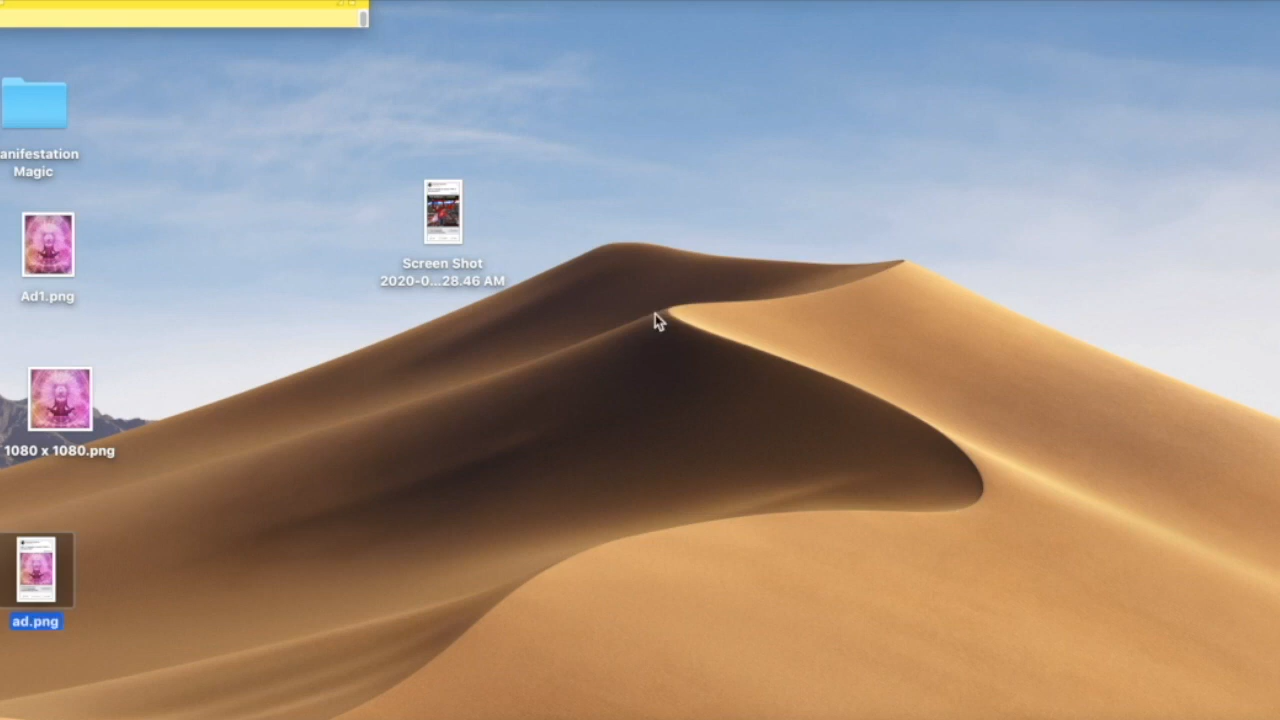 anifestation
Magic
Ad1.png
Screen Shot
2020-0...28.46 AM
1080 x 1080.png
ad.png